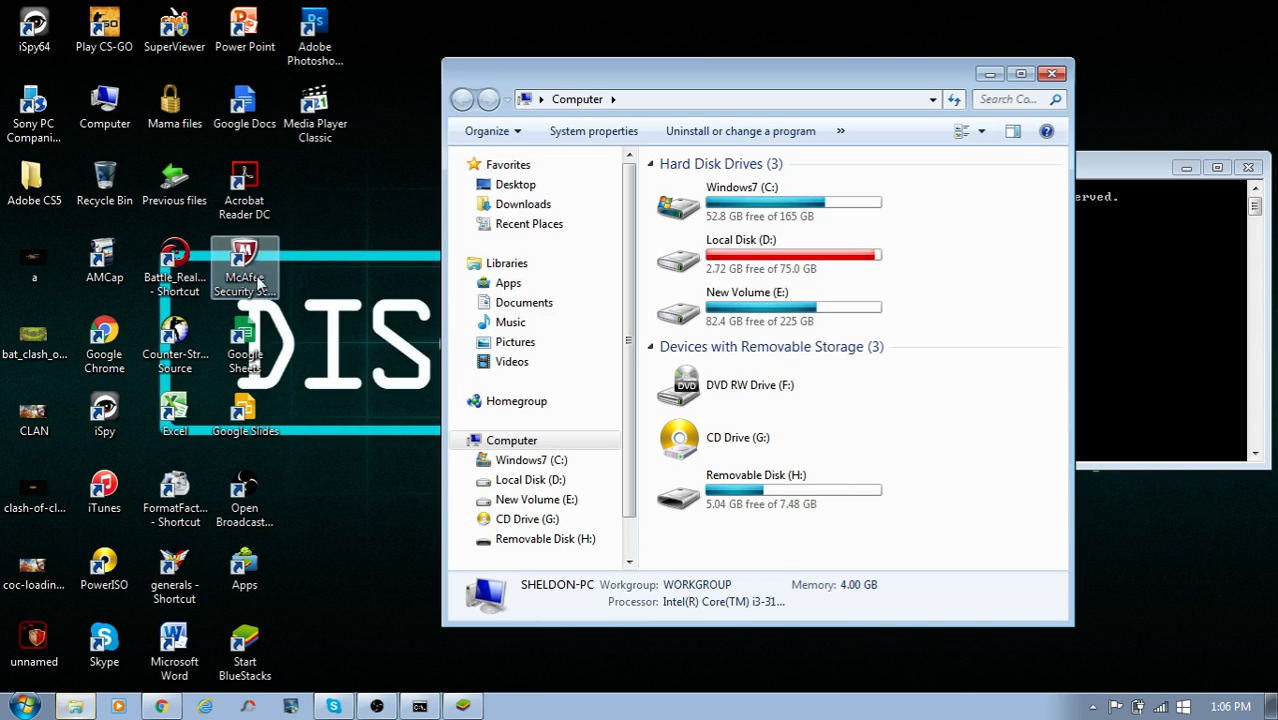 iSpy64
Play CS-GO
SuperViewer
Power Point
Adobe
Photosho...
Sony PC
Compani...
Computer
Mama files
Google Docs
Media Player
Classic
Adobe CS5
Recycle Bin
Previous files
Acrobat
Reader DC
a
AMCap
Battle_Real...
- Shortcut
McAfee
Security Sc...
bat_clash_o...
Google
Chrome
Counter-Str...
Source
Google
Sheets
CLAN
iSpy
Excel
Google Slides
clash-of-cl...
iTunes
FormatFact...
- Shortcut
Open
Broadcast...
coc-loadin...
PowerISO
generals -
Shortcut
Apps
unnamed
Skype
Microsoft
Word
Start
BlueStacks
DIS
Computer
Search Co...
Organize
System properties
Uninstall or change a program
»
Favorites
Desktop
Downloads
Recent Places
Libraries
Apps
Documents
Music
Pictures
Videos
Homegroup
Computer
Windows7 (C:)
Local Disk (D:)
New Volume (E:)
CD Drive (G:)
Removable Disk (H:)
Hard Disk Drives (3)
Windows7 (C:)
52.8 GB free of 165 GB
Local Disk (D:)
2.72 GB free of 75.0 GB
New Volume (E:)
82.4 GB free of 225 GB
Devices with Removable Storage (3)
DVD
DVD RW Drive (F:)
CD Drive (G:)
Removable Disk (H:)
5.04 GB free of 7.48 GB
SHELDON-PC Workgroup: WORKGROUP Memory: 4.00 GB
Processor: Intel(R) Core(TM) i3-31...
erved.
1:06 PM